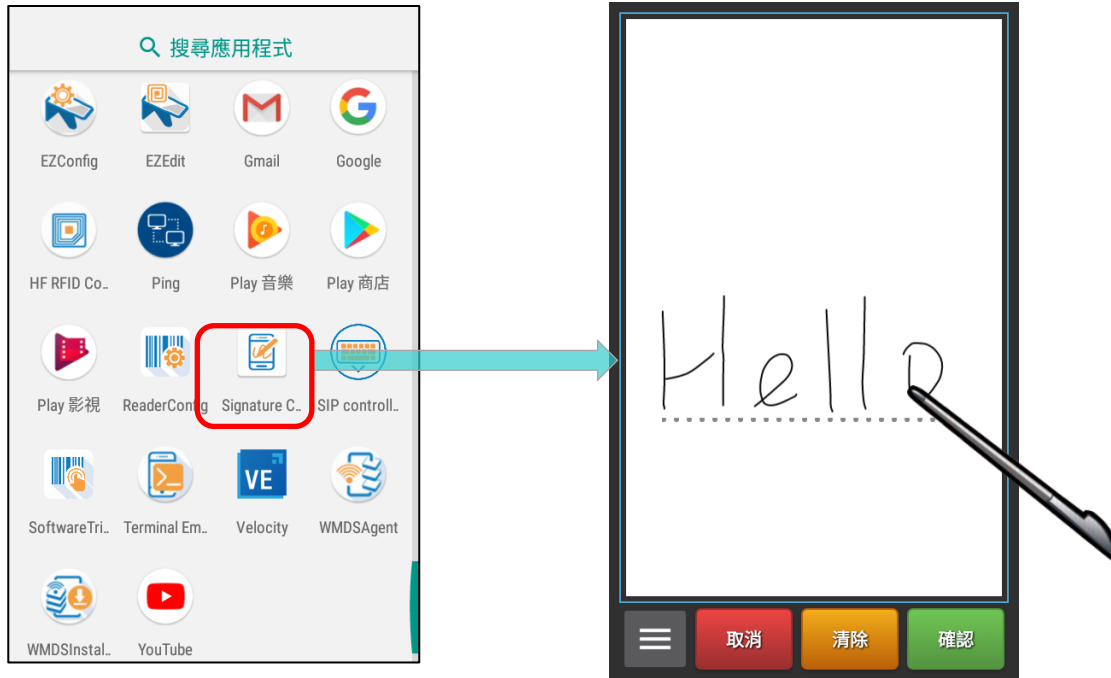 搜尋應用程式
EZConfig EZEdit Gmail Google
HF RFID Co.. Ping Play 音樂 Play 商店
Play 影視 ReaderConfig Signature C.. SIP controll..
SoftwareTri.. Terminal Em.. VE Velocity WMDSAgent
WMDSInstal.. YouTube
Hello
取消 清除 確認